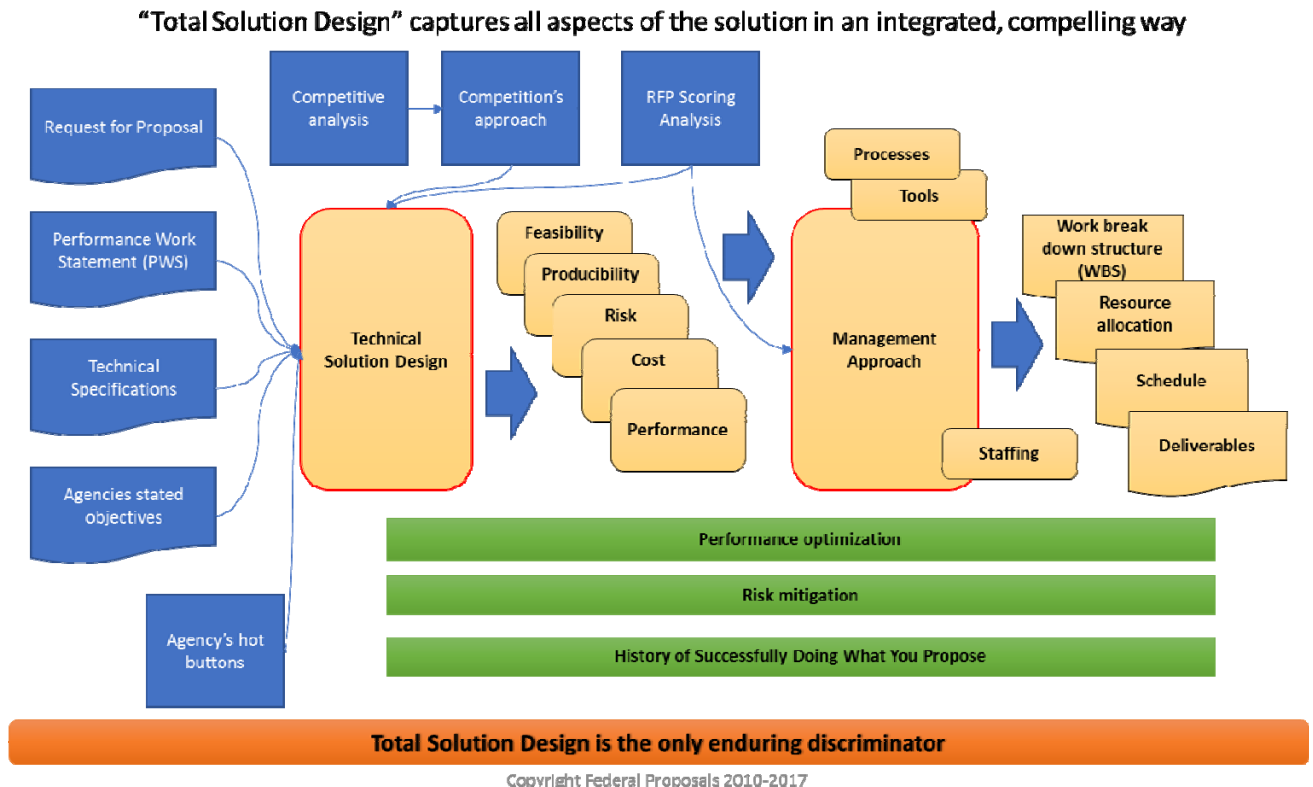 “Total Solution Design” captures all aspects of the solution in an integrated, compelling way
Request for Proposal
Competitive
analysis
Competition’s
approach
RFP Scoring
Analysis
Processes
Tools
Performance Work
Statement (PWS)
Technical
Specifications
Agencies stated
objectives
Agency’s hot
buttons
Technical
Solution Design
Feasibility
Producibility
Risk
Cost
Performance
Management
Approach
Staffing
Work break
down structure
(WBS)
Resource
allocation
Schedule
Deliverables
Performance optimization
Risk mitigation
History of Successfully Doing What You Propose
Total Solution Design is the only enduring discriminator
Copyright Federal Proposals 2010-2017